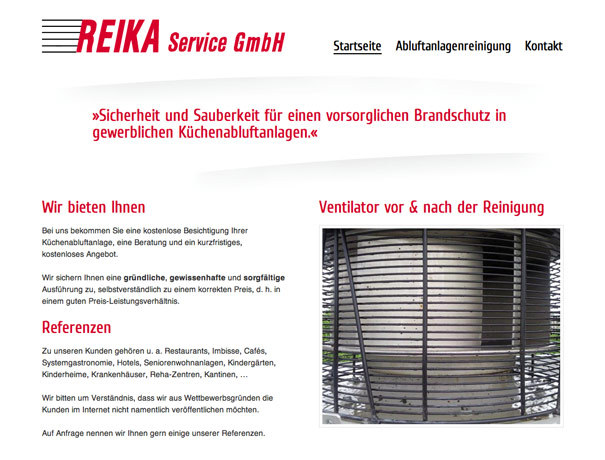 REIKA Service GmbH
Startseite Abluftanlagenreinigung Kontakt
»Sicherheit und Sauberkeit für einen vorsorglichen Brandschutz in
gewerblichen Küchenabluftanlagen.«
Wir bieten Ihnen
Bei uns bekommen Sie eine kostenlose Besichtigung Ihrer
Küchenabluftanlage, eine Beratung und ein kurzfristiges,
kostenloses Angebot.
Wir sichern Ihnen eine gründliche, gewissenhafte und sorgfältige
Ausführung zu, selbstverständlich zu einem korrekten Preis, d. h. in
einem guten Preis-Leistungsverhältnis.
Referenzen
Zu unseren Kunden gehören u. a. Restaurants, Imbisse, Cafés,
Systemgastronomie, Hotels, Seniorenwohnanlagen, Kindergärten,
Kinderheime, Krankenhäuser, Reha-Zentren, Kantinen, …
Wir bitten um Verständnis, dass wir aus Wettbewerbsgründen die
Kunden im Internet nicht namentlich veröffentlichen möchten.
Auf Anfrage nennen wir Ihnen gern einige unserer Referenzen.
Ventilator vor & nach der Reinigung